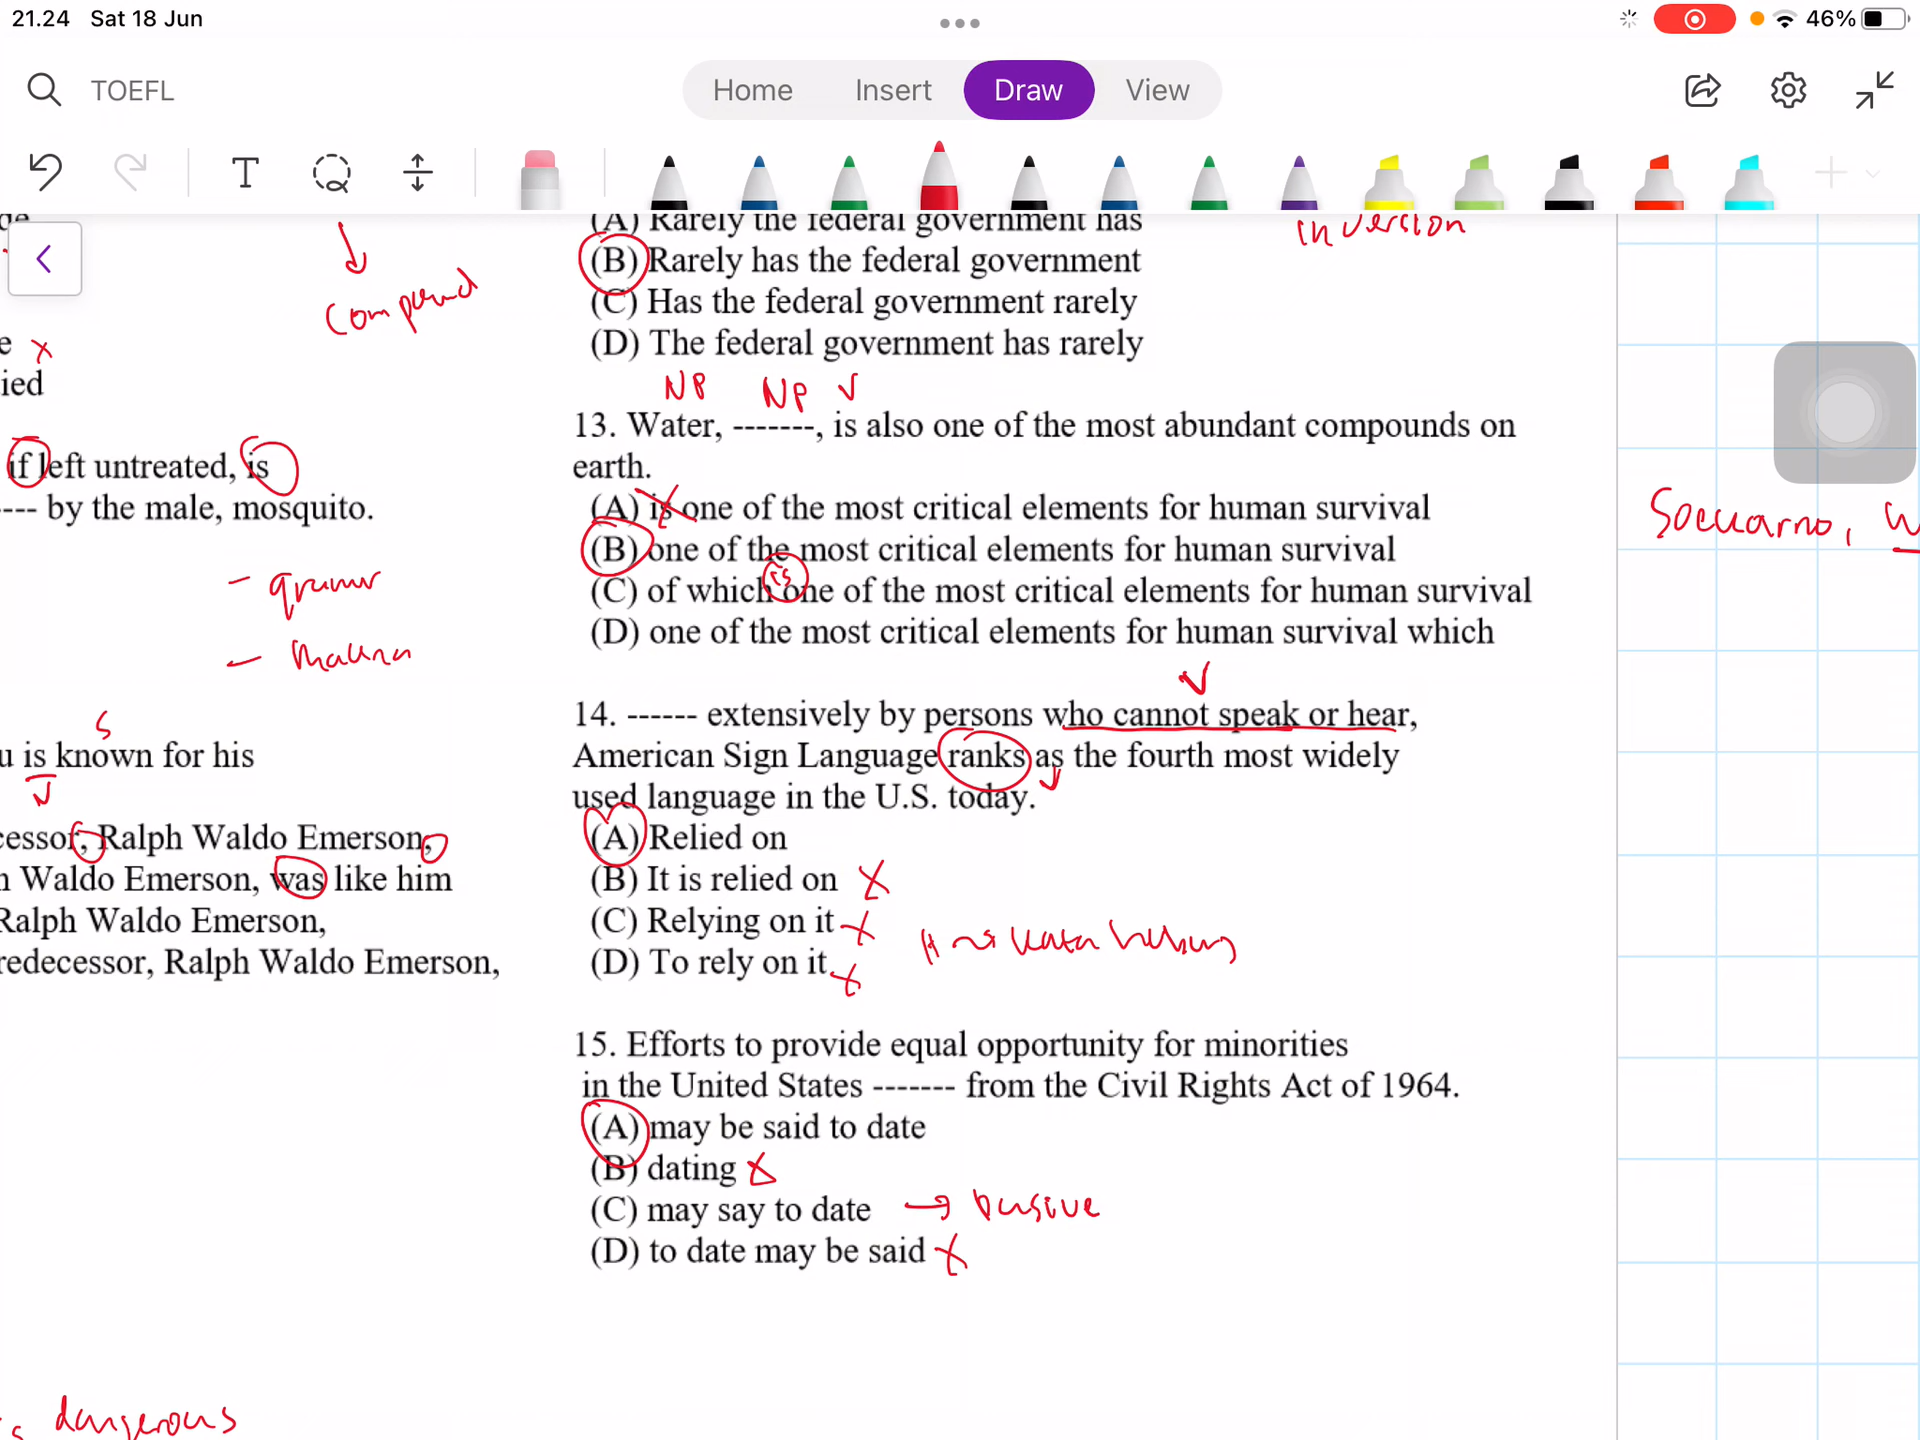 21.24 Sat 18 Jun
46%
TOEFL
Home Insert Draw View
T
de
Compound
e x
ied
if left untreated, is
---- by the male, mosquito.
- gramar
- Makna
S
u is known for his
V
cessor, Ralph Waldo Emerson,
n Waldo Emerson, was like him
Ralph Waldo Emerson,
redecessor, Ralph Waldo Emerson,
dangerous
(A) Rarely the federal government has
inversion
(B) Rarely has the federal government
(C) Has the federal government rarely
(D) The federal government has rarely
NP NP V
13. Water, -------, is also one of the most abundant compounds on
earth.
(A) is one of the most critical elements for human survival
(B) one of the most critical elements for human survival
is
(C) of which one of the most critical elements for human survival
(D) one of the most critical elements for human survival which
V
14. ------ extensively by persons who cannot speak or hear,
American Sign Language ranks as the fourth most widely
used language in the U.S. today.
(A) Relied on
(B) It is relied on x
(C) Relying on it x
(D) To rely on it x
15. Efforts to provide equal opportunity for minorities
in the United States ------- from the Civil Rights Act of 1964.
(A) may be said to date
(B) dating x
(C) may say to date → pasive
(D) to date may be said x
Soekarno, w